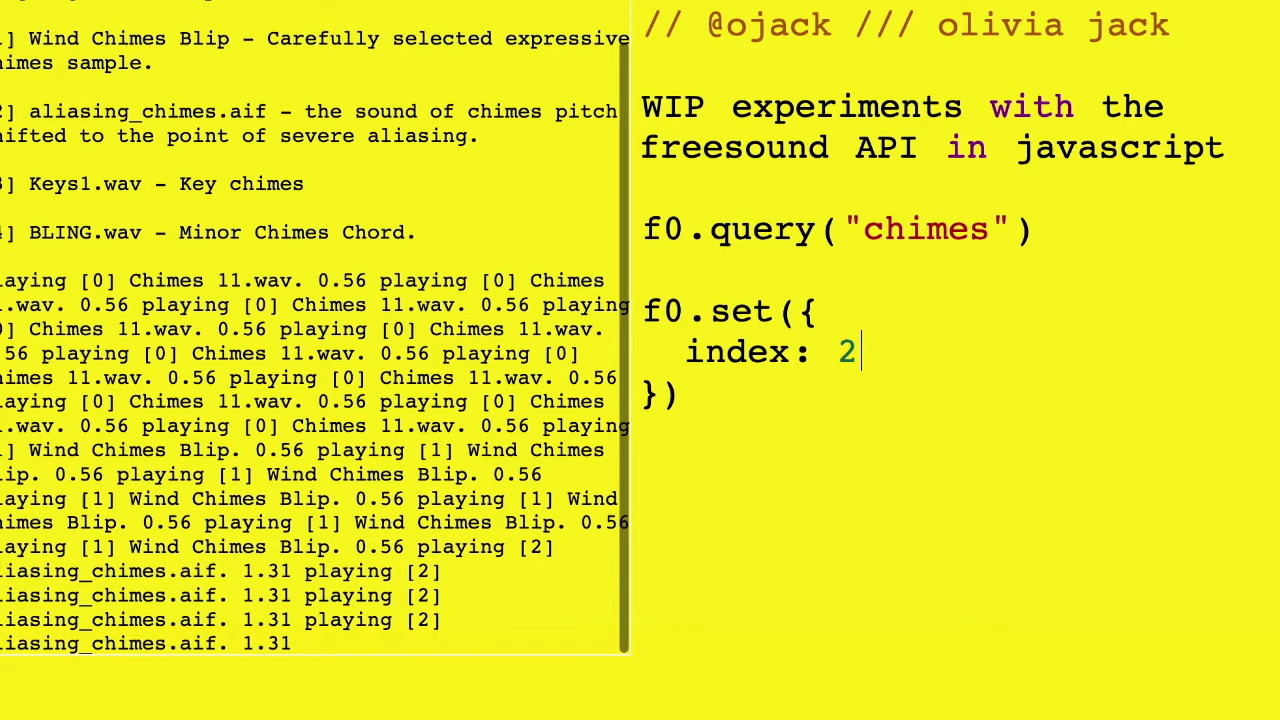 ] Wind Chimes Blip - Carefully selected expressive
imes sample.
] aliasing_chimes.aif - the sound of chimes pitch
ifted to the point of severe aliasing.
] Keys1.wav - Key chimes
] BLING.wav - Minor Chimes Chord.
laying [0] Chimes 11.wav. 0.56 playing [0] Chimes
.wav. 0.56 playing [0] Chimes 11.wav. 0.56 playing
] Chimes 11.wav. 0.56 playing [0] Chimes 11.wav.
56 playing [0] Chimes 11.wav. 0.56 playing [0]
imes 11.wav. 0.56 playing [0] Chimes 11.wav. 0.56
laying [0] Chimes 11.wav. 0.56 playing [0] Chimes
.wav. 0.56 playing [0] Chimes 11.wav. 0.56 playing
] Wind Chimes Blip. 0.56 playing [1] Wind Chimes
ip. 0.56 playing [1] Wind Chimes Blip. 0.56
laying [1] Wind Chimes Blip. 0.56 playing [1] Wind
imes Blip. 0.56 playing [1] Wind Chimes Blip. 0.56
laying [1] Wind Chimes Blip. 0.56 playing [2]
iasing_chimes.aif. 1.31 playing [2]
iasing_chimes.aif. 1.31 playing [2]
iasing_chimes.aif. 1.31 playing [2]
iasing_chimes.aif. 1.31
// @ojack /// olivia jack
WIP experiments with the
freesound API in javascript
f0.query("chimes")
f0.set({
  index: 2
})